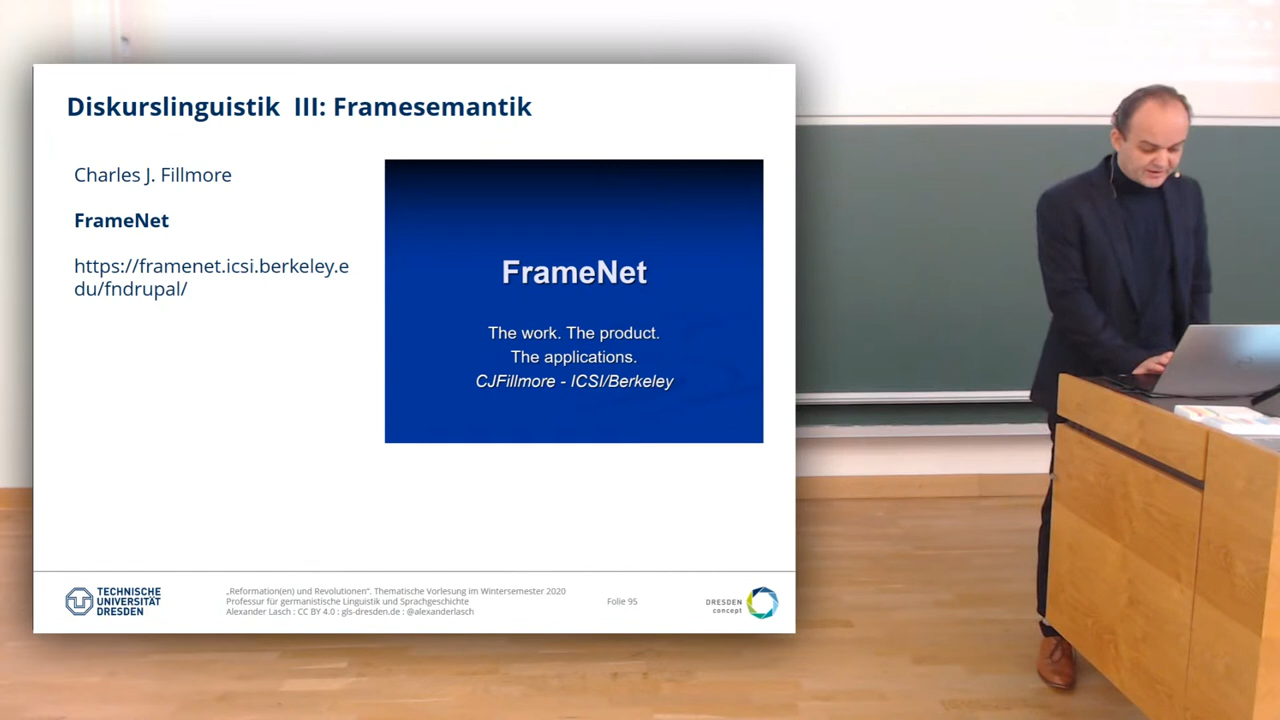 Diskurslinguistik III: Framesemantik
Charles J. Fillmore
FrameNet
https://framenet.icsi.berkeley.e
du/fndrupal/
FrameNet
The work. The product.
The applications.
CJFillmore - ICSI/Berkeley
TECHNISCHE
UNIVERSITÄT
DRESDEN
„Reformation(en) und Revolutionen“. Thematische Vorlesung im Wintersemester 2020
Professur für germanistische Linguistik und Sprachgeschichte
Alexander Lasch : CC BY 4.0 : gls-dresden.de : @alexanderlasch
Folie 95
DRESDEN
concept